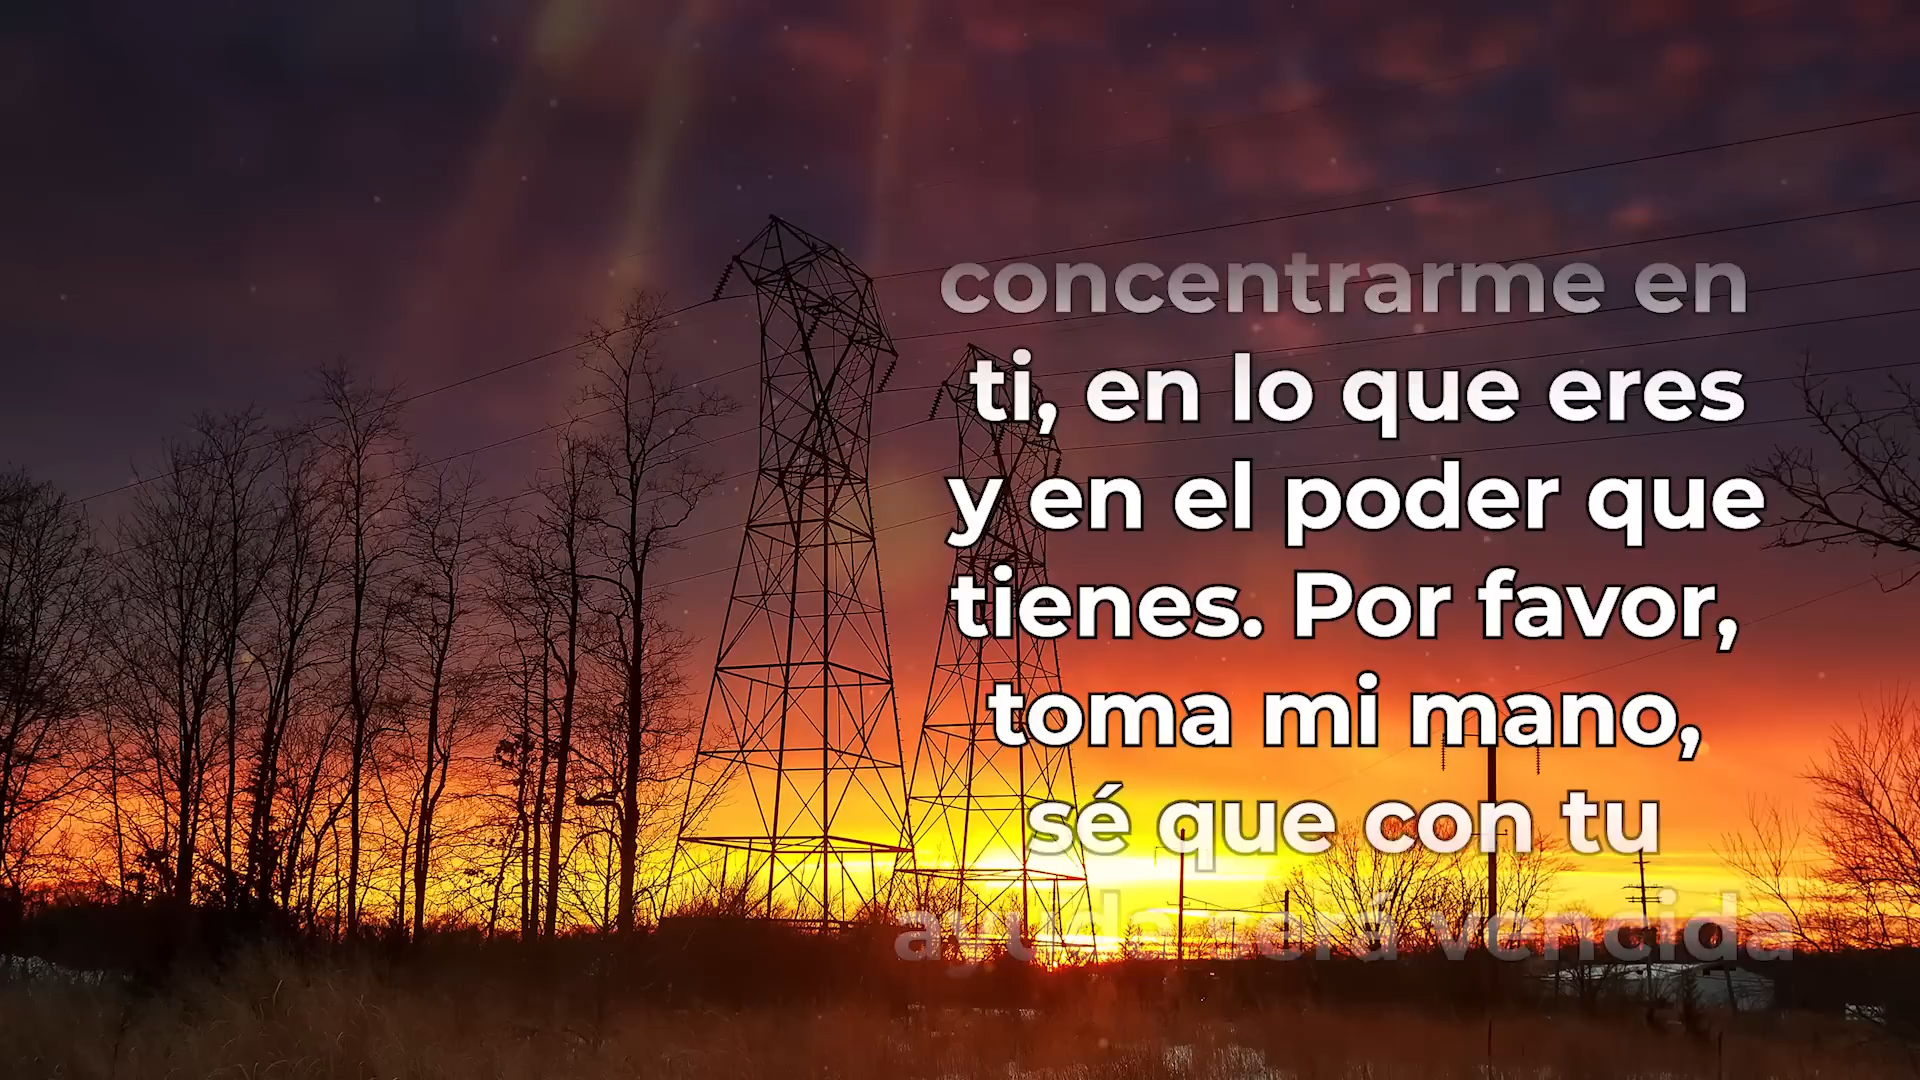 concentrarme en
ti, en lo que eres
y en el poder que
tienes. Por favor,
toma mi mano,
sé que con tu
ayuda será vencida